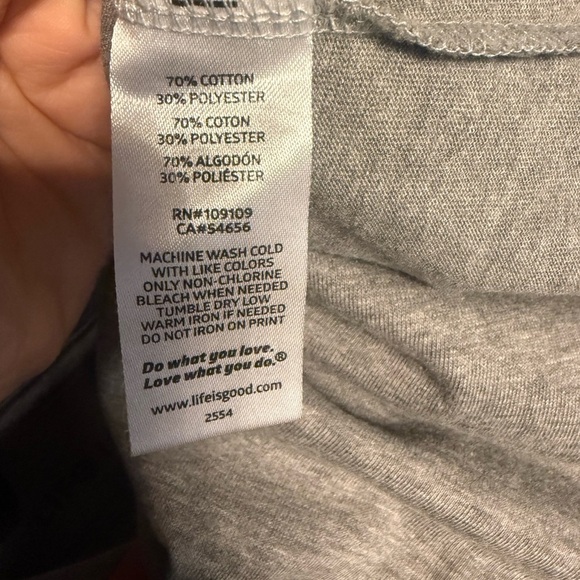 70% COTTON
30% POLYESTER
70% COTON
30% POLYESTER
70% ALGODÓN
30% POLIÉSTER
RN#109109
CA#54656
MACHINE WASH COLD
WITH LIKE COLORS
ONLY NON-CHLORINE
BLEACH WHEN NEEDED
TUMBLE DRY LOW
WARM IRON IF NEEDED
DO NOT IRON ON PRINT
Do what you love.
Love what you do.®
www.lifeisgood.com
2554